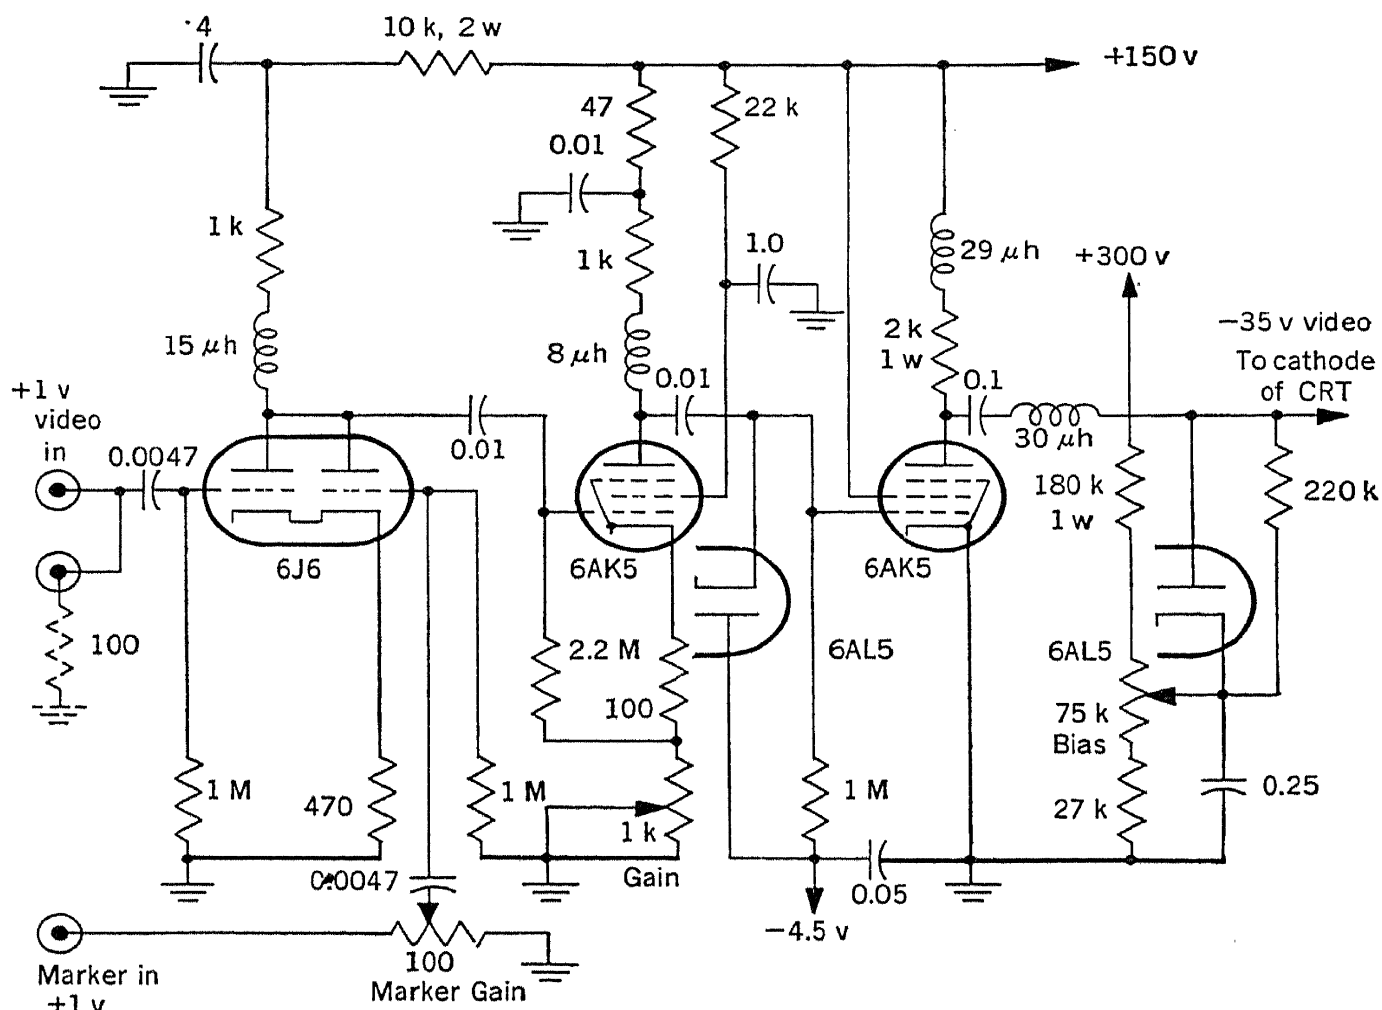 .4
10 k, 2 w
+150 v
47
22 k
0.01
1 k
1 k
1.0
29 μh
+300 v
15 μh
8 μh
2 k
1 w
−35 v video
To cathode
of CRT
+1 v
video
in
0.01
0.1
30 μh
0.0047
0.01
180 k
1 w
220 k
6J6
6AK5
6AK5
100
2.2 M
6AL5
6AL5
100
75 k
Bias
1 M
470
1 M
1 k
1 M
27 k
0.25
0.0047
Gain
0.05
−4.5 v
100
Marker Gain
Marker in
+1 v